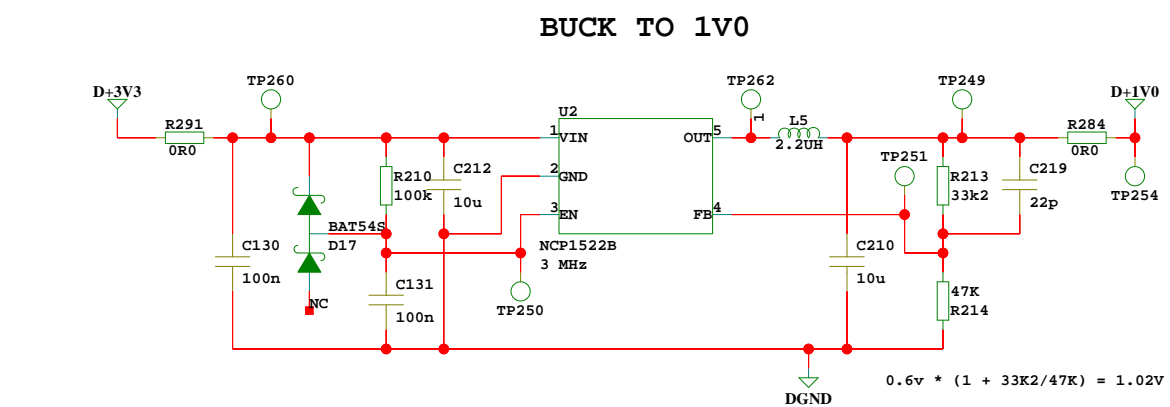 BUCK TO 1V0
D+3V3
TP260
TP262
TP249
D+1V0
R291
0R0
U2
1
VIN
OUT
5
1
L5
2.2UH
R284
0R0
R210
100k
C212
10u
2
GND
TP251
R213
33k2
C219
22p
TP254
3
EN
FB
4
BAT54S
D17
NCP1522B
3 MHz
C130
100n
C210
10u
NC
C131
100n
TP250
47K
R214
0.6v * (1 + 33K2/47K) = 1.02V
DGND